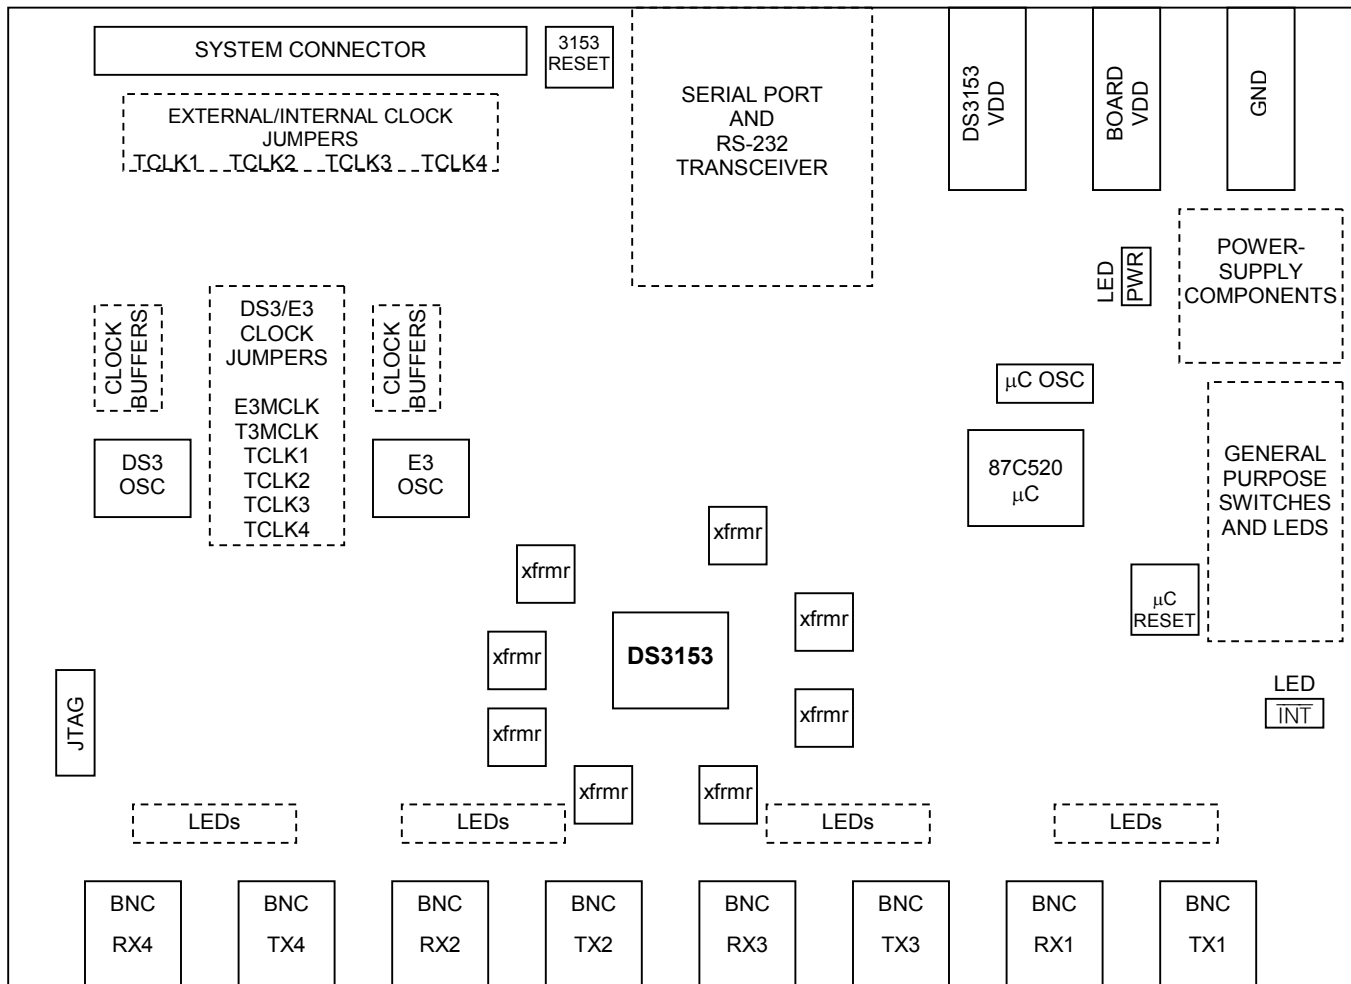 SYSTEM CONNECTOR
3153
RESET
EXTERNAL/INTERNAL CLOCK
JUMPERS
TCLK1 TCLK2 TCLK3 TCLK4
SERIAL PORT
AND
RS-232
TRANSCEIVER
DS3153
VDD
BOARD
VDD
GND
LED
PWR
POWER-
SUPPLY
COMPONENTS
CLOCK
BUFFERS
DS3/E3
CLOCK
JUMPERS
E3MCLK
T3MCLK
TCLK1
TCLK2
TCLK3
TCLK4
CLOCK
BUFFERS
DS3
OSC
E3
OSC
µC OSC
87C520
µC
GENERAL
PURPOSE
SWITCHES
AND LEDS
µC
RESET
xfrmr
xfrmr
xfrmr
xfrmr
DS3153
xfrmr
xfrmr
xfrmr
xfrmr
JTAG
LED
INT
LEDs
LEDs
LEDs
LEDs
BNC
RX4
BNC
TX4
BNC
RX2
BNC
TX2
BNC
RX3
BNC
TX3
BNC
RX1
BNC
TX1